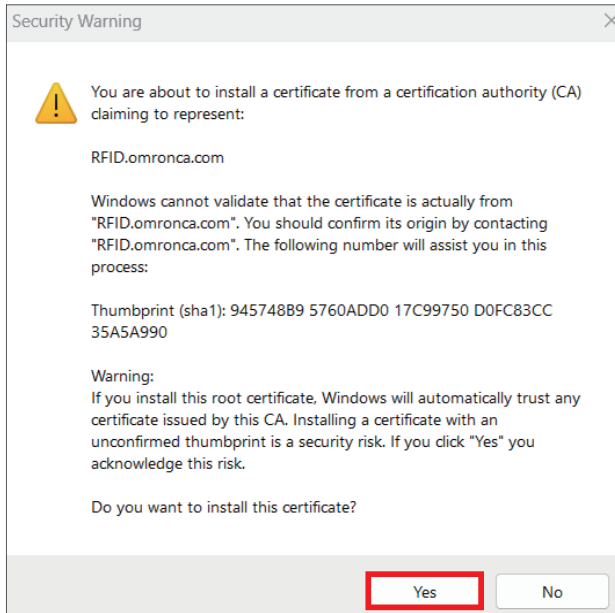 Security Warning
You are about to install a certificate from a certification authority (CA)
claiming to represent:
RFID.omronca.com
Windows cannot validate that the certificate is actually from
"RFID.omronca.com". You should confirm its origin by contacting
"RFID.omronca.com". The following number will assist you in this
process:
Thumbprint (sha1): 945748B9 5760ADD0 17C99750 D0FC83CC
35A5A990
Warning:
If you install this root certificate, Windows will automatically trust any
certificate issued by this CA. Installing a certificate with an
unconfirmed thumbprint is a security risk. If you click "Yes" you
acknowledge this risk.
Do you want to install this certificate?
Yes No